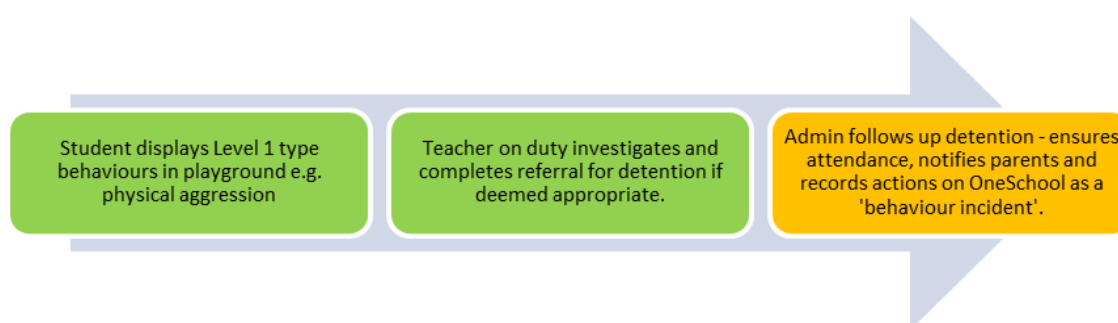 Student displays Level 1 type
behaviours in playground e.g.
physical aggression
Teacher on duty investigates and
completes referral for detention if
deemed appropriate.
Admin follows up detention - ensures
attendance, notifies parents and
records actions on OneSchool as a
'behaviour incident'.